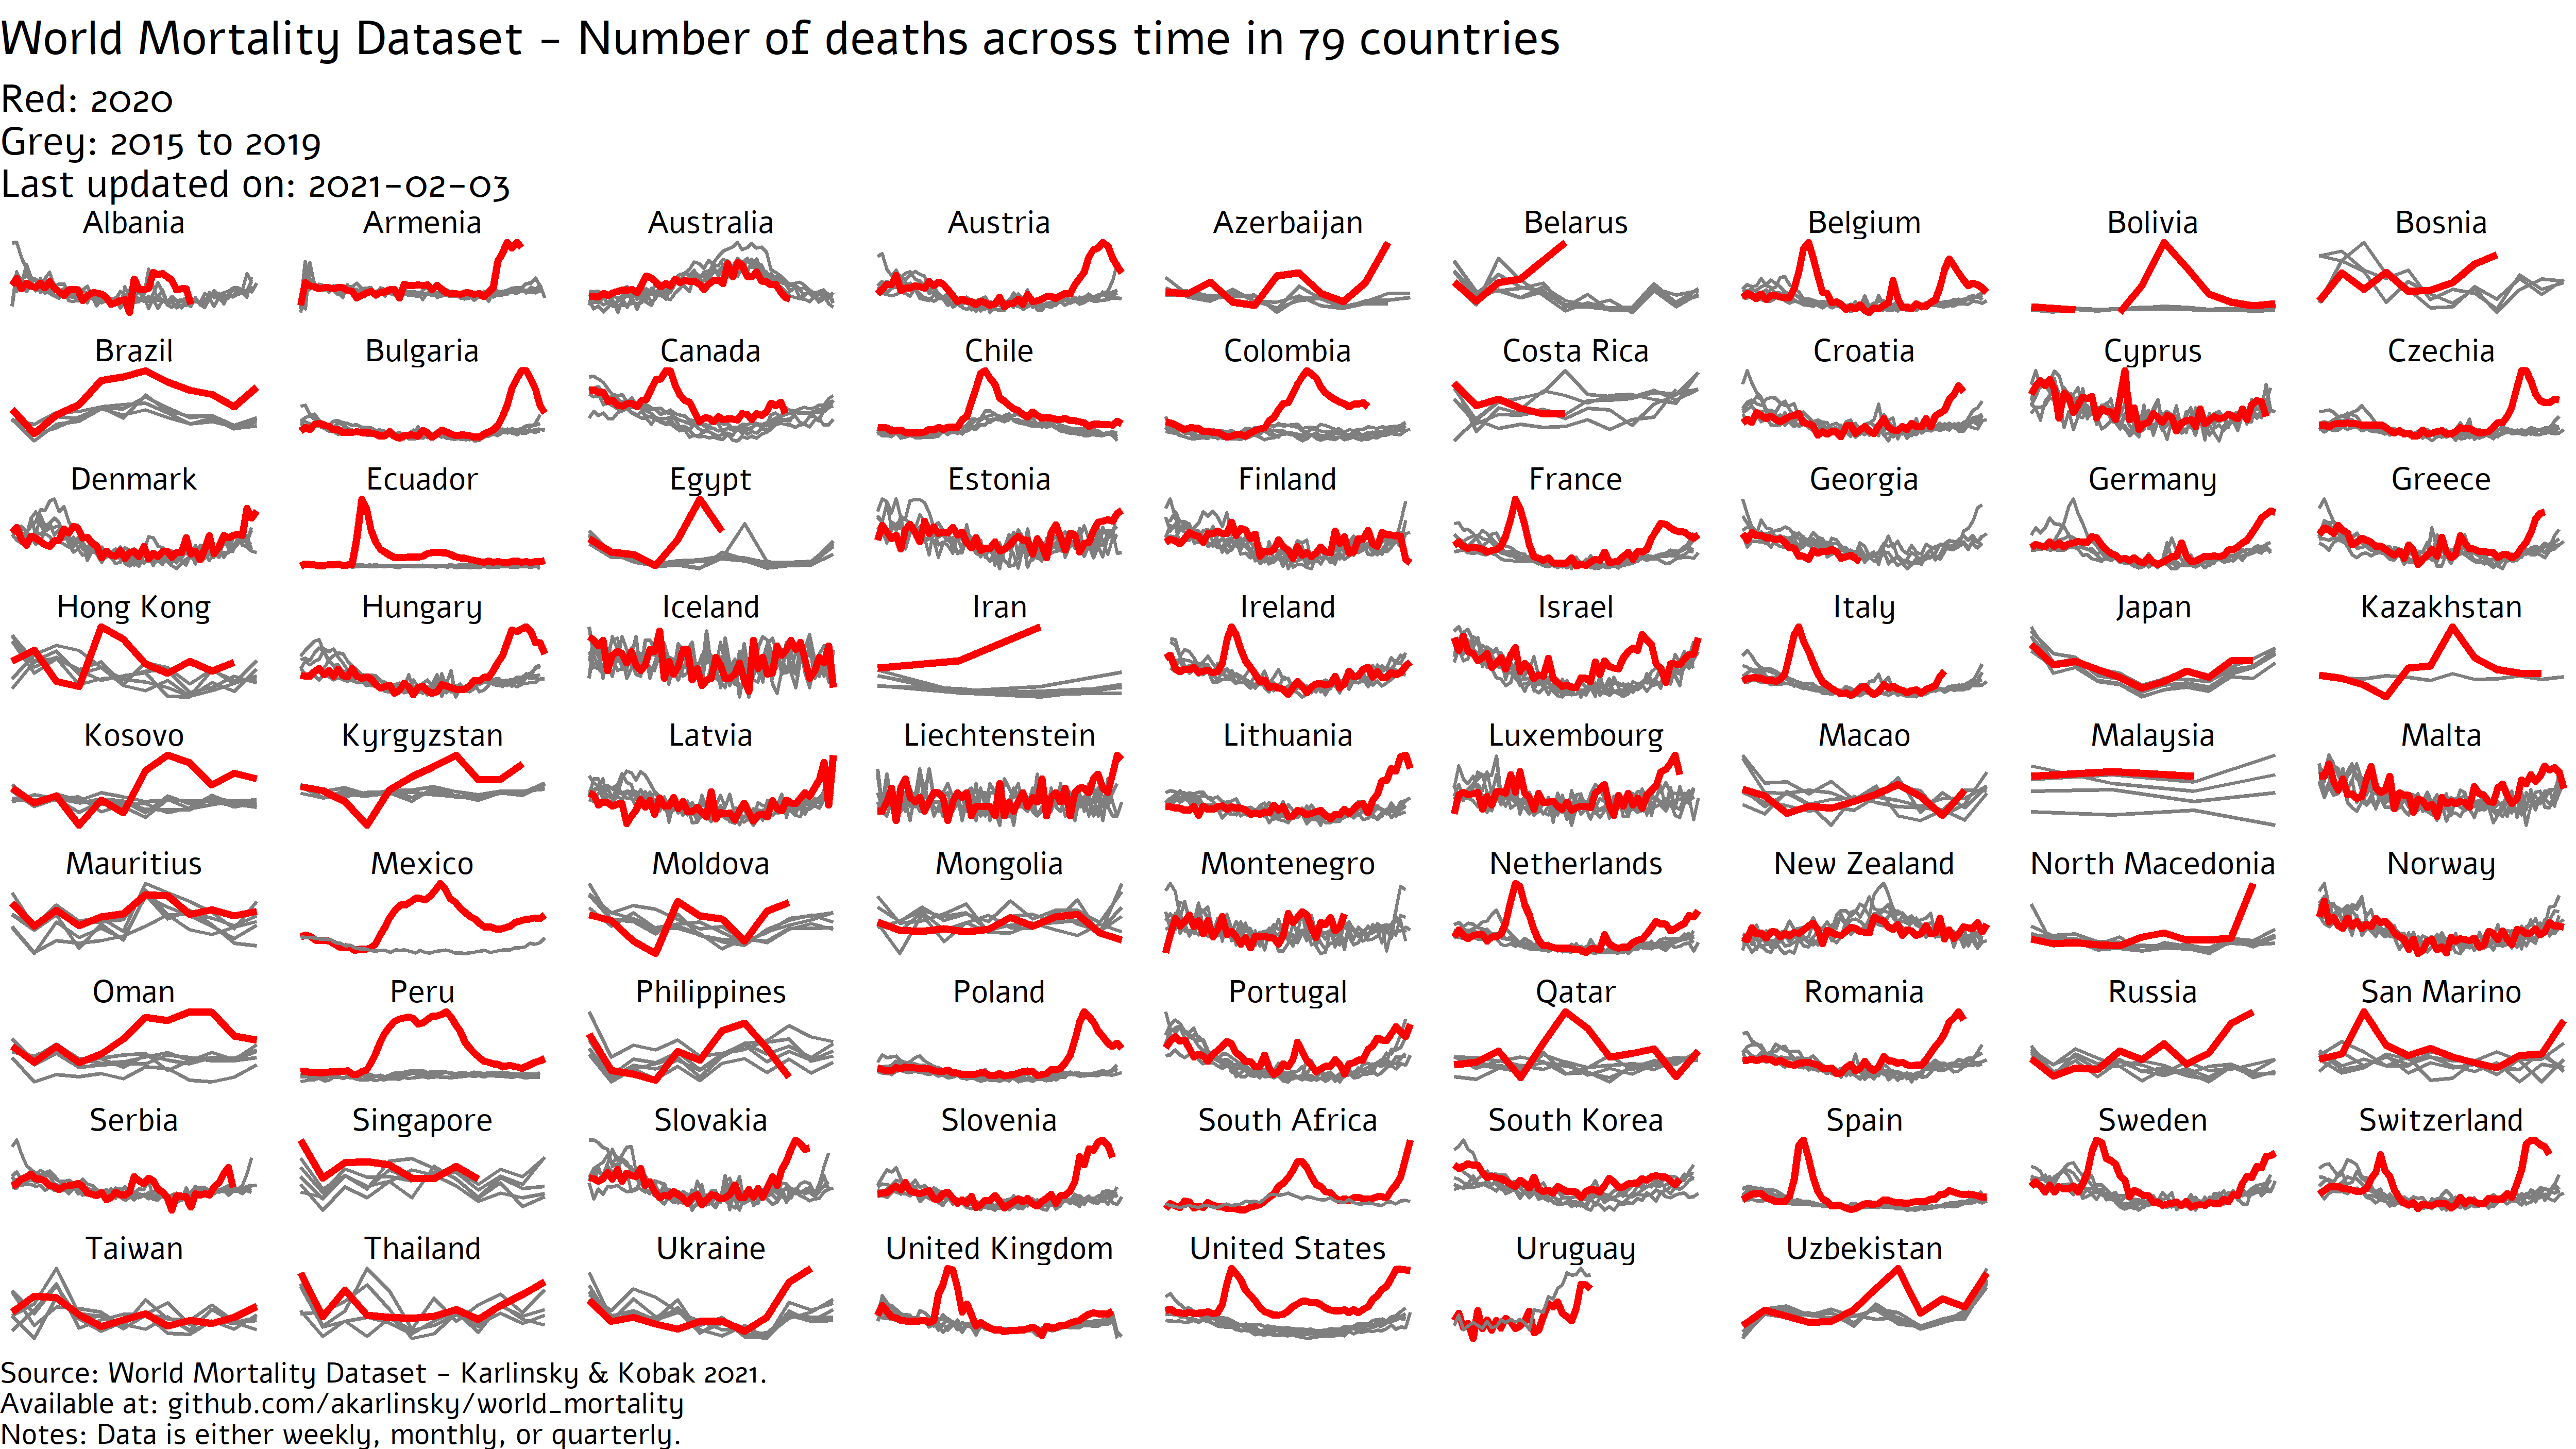 World Mortality Dataset - Number of deaths across time in 79 countries
Red: 2020
Grey: 2015 to 2019
Last updated on: 2021-02-03
Albania Armenia Australia Austria Azerbaijan Belarus Belgium Bolivia Bosnia
Brazil Bulgaria Canada Chile Colombia Costa Rica Croatia Cyprus Czechia
Denmark Ecuador Egypt Estonia Finland France Georgia Germany Greece
Hong Kong Hungary Iceland Iran Ireland Israel Italy Japan Kazakhstan
Kosovo Kyrgyzstan Latvia Liechtenstein Lithuania Luxembourg Macao Malaysia Malta
Mauritius Mexico Moldova Mongolia Montenegro Netherlands New Zealand North Macedonia Norway
Oman Peru Philippines Poland Portugal Qatar Romania Russia San Marino
Serbia Singapore Slovakia Slovenia South Africa South Korea Spain Sweden Switzerland
Taiwan Thailand Ukraine United Kingdom United States Uruguay Uzbekistan
Source: World Mortality Dataset - Karlinsky & Kobak 2021.
Available at: github.com/akarlinsky/world_mortality
Notes: Data is either weekly, monthly, or quarterly.